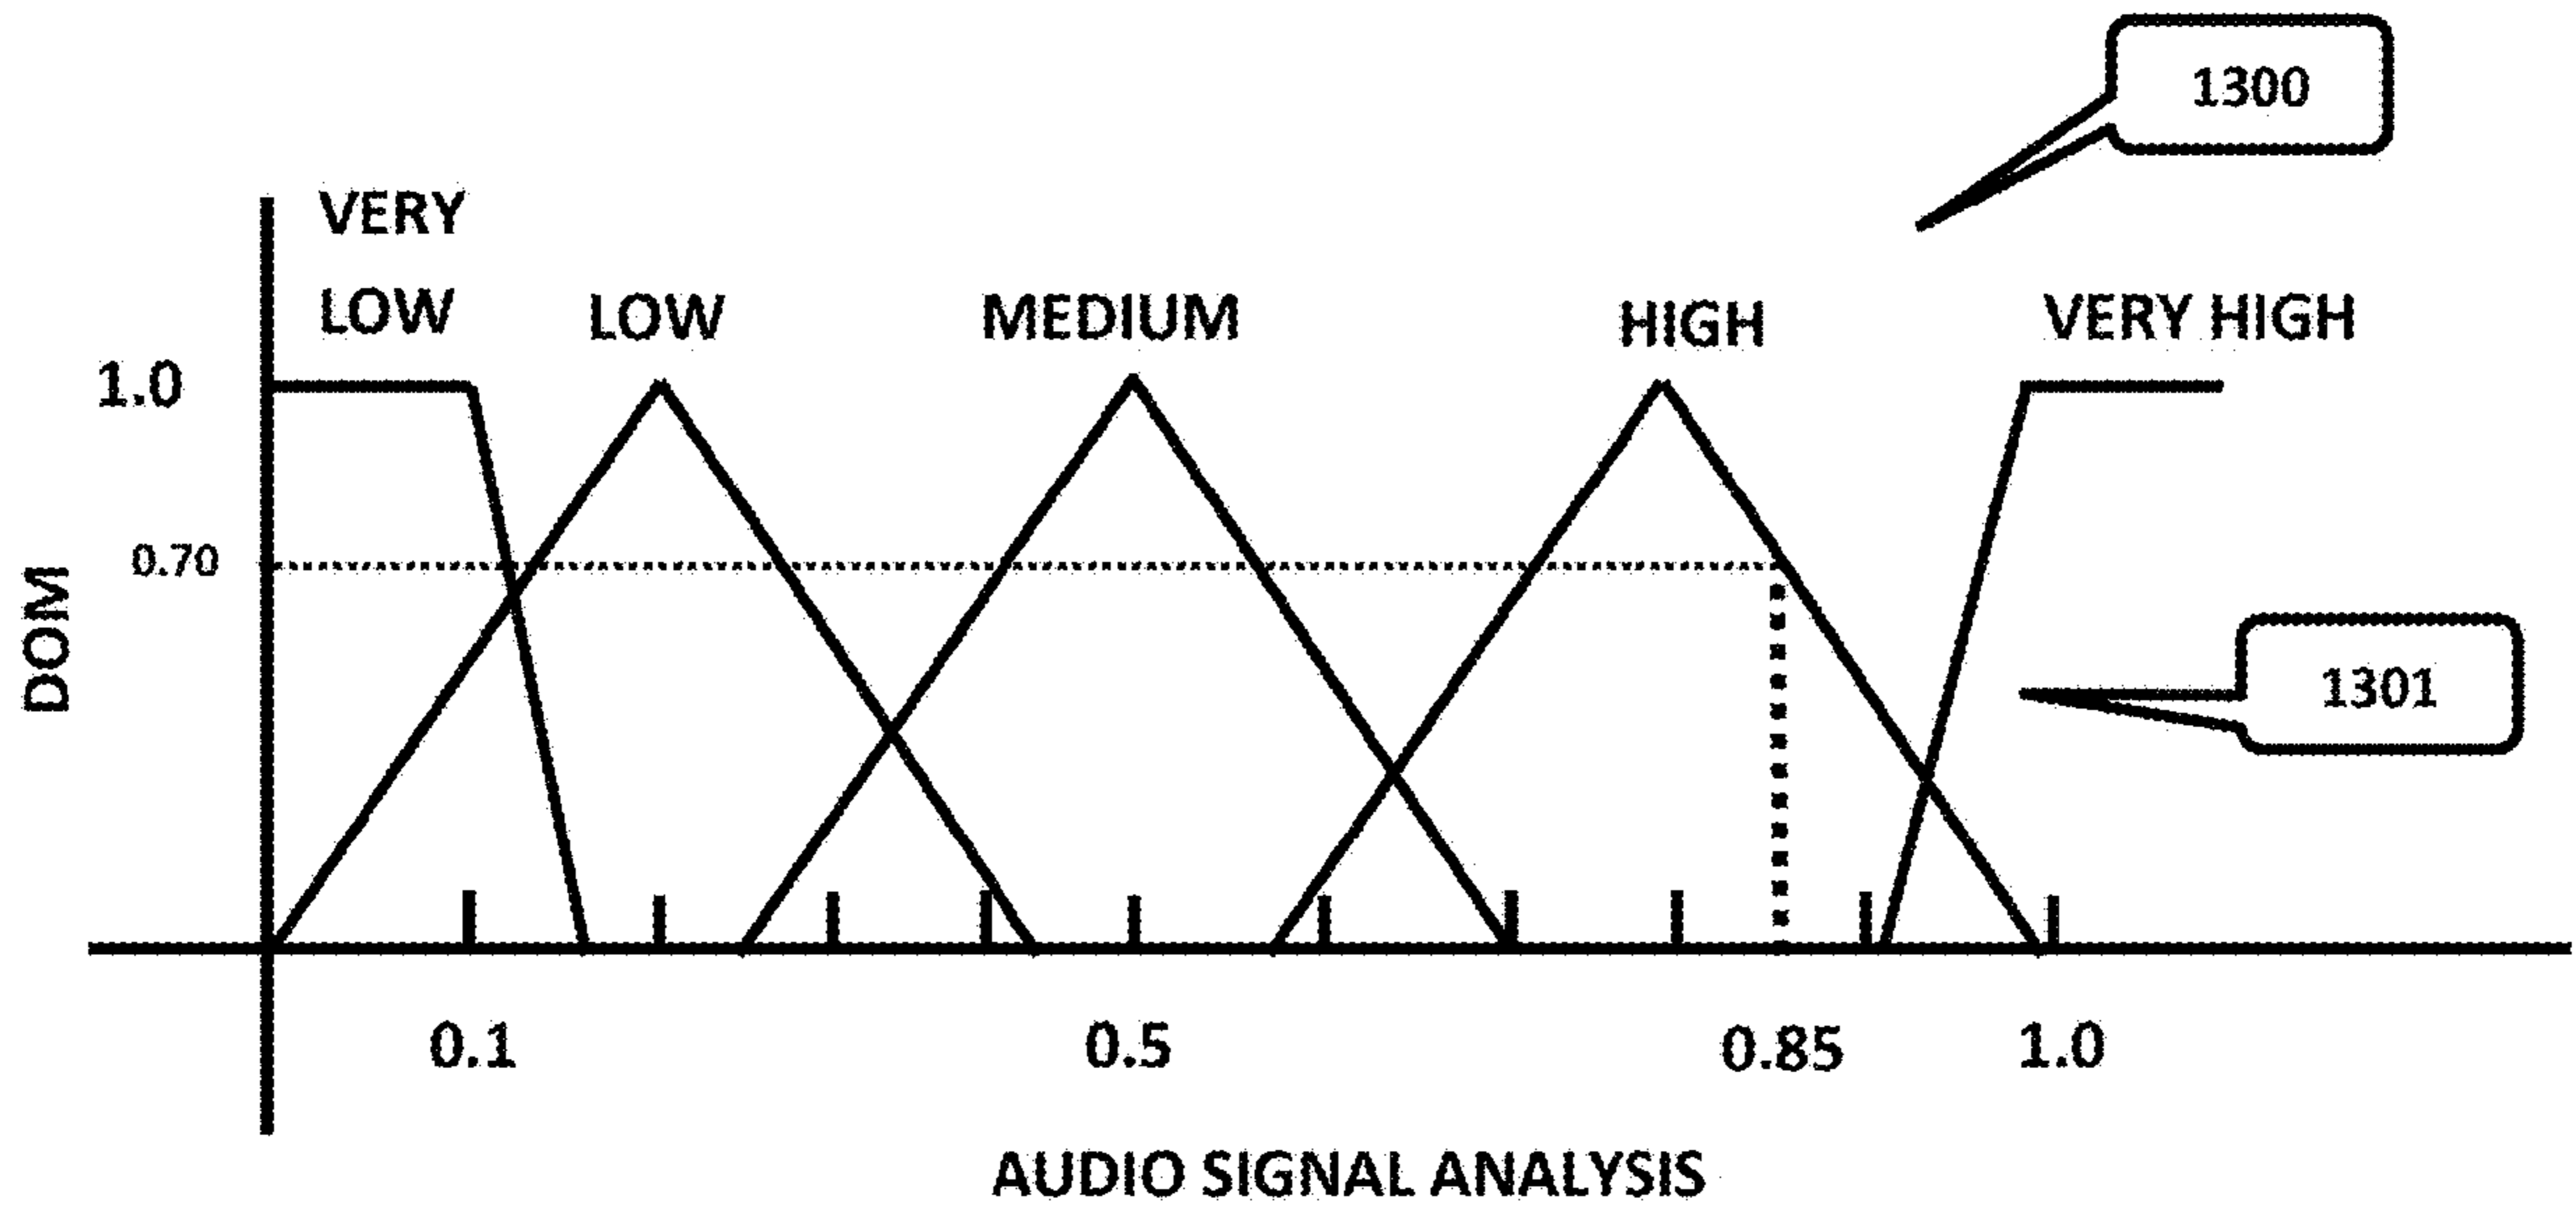 1300
VERY
LOW
LOW
MEDIUM
HIGH
VERY HIGH
1.0
0.70
DOM
1301
0.1
0.5
0.85
1.0
AUDIO SIGNAL ANALYSIS